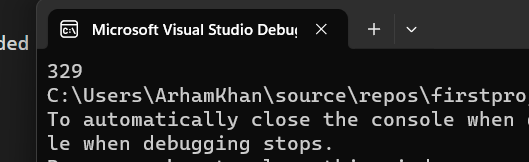 Microsoft Visual Studio Debug
ded
329
C:\Users\ArhamKhan\source\repos\firstpro
To automatically close the console when
le when debugging stops.